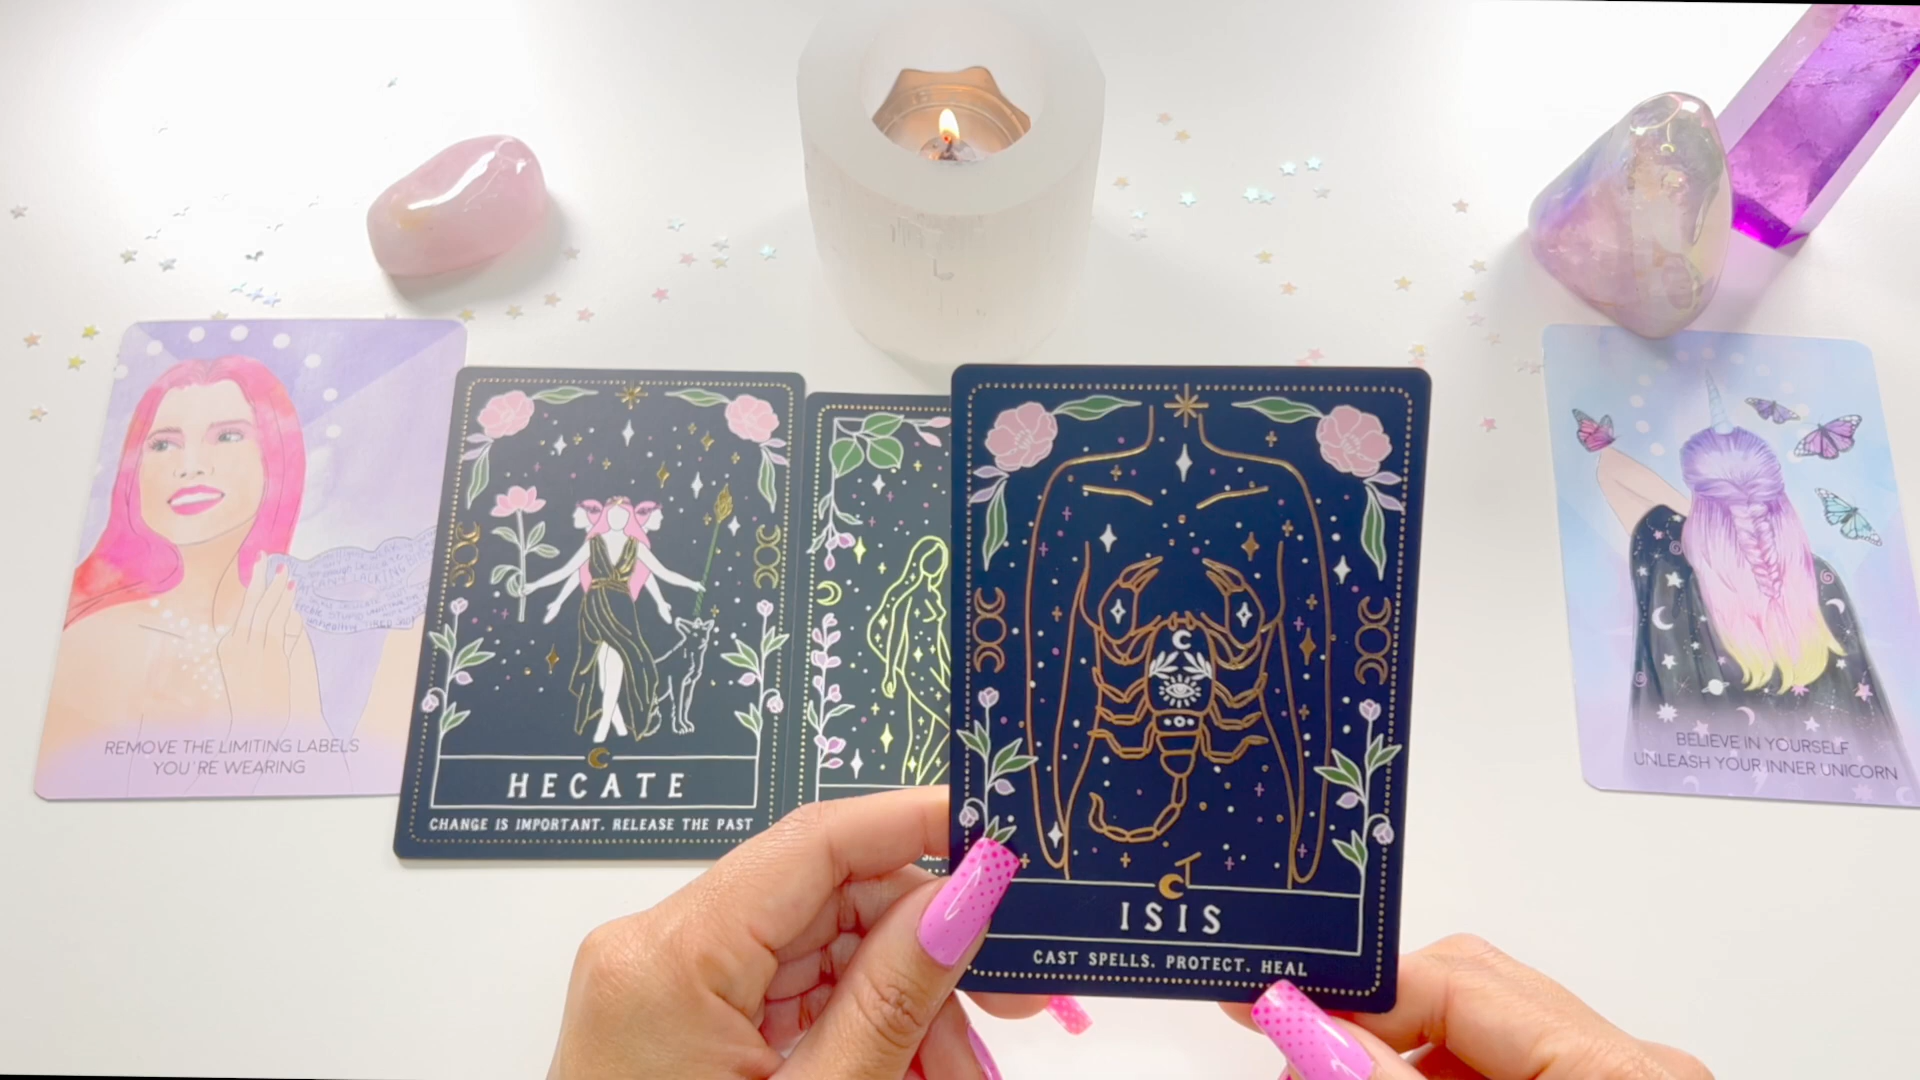 REMOVE THE LIMITING LABELS
YOU'RE WEARING
HECATE
CHANGE IS IMPORTANT. RELEASE THE PAST
ISIS
CAST SPELLS. PROTECT. HEAL
BELIEVE IN YOURSELF
UNLEASH YOUR INNER UNICORN